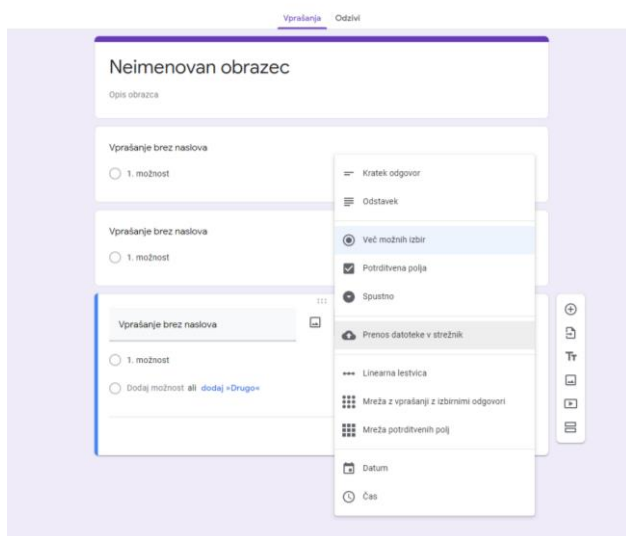 Vprašanja Odzivi
Neimenovan obrazec
Opis obrazca
Vprašanje brez naslova
1. možnost
Vprašanje brez naslova
1. možnost
Vprašanje brez naslova
1. možnost
Dodaj možnost ali dodaj »Drugo«
Kratek odgovor
Odstavek
Več možnih izbir
Potrditvena polja
Spustno
Prenos datoteke v strežnik
Linearna lestvica
Mreža z vprašanji z izbirnimi odgovori
Mreža potrditvenih polj
Datum
Čas
Tт